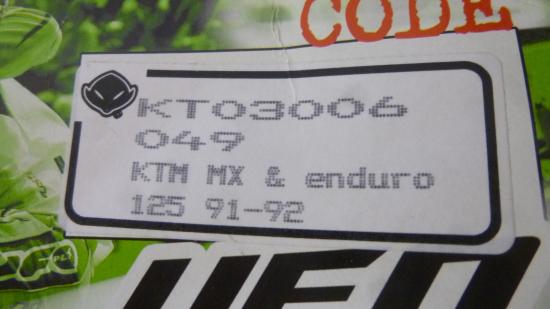 CODE
KT03006
049
KTM MX & enduro
125 91-92
UFO